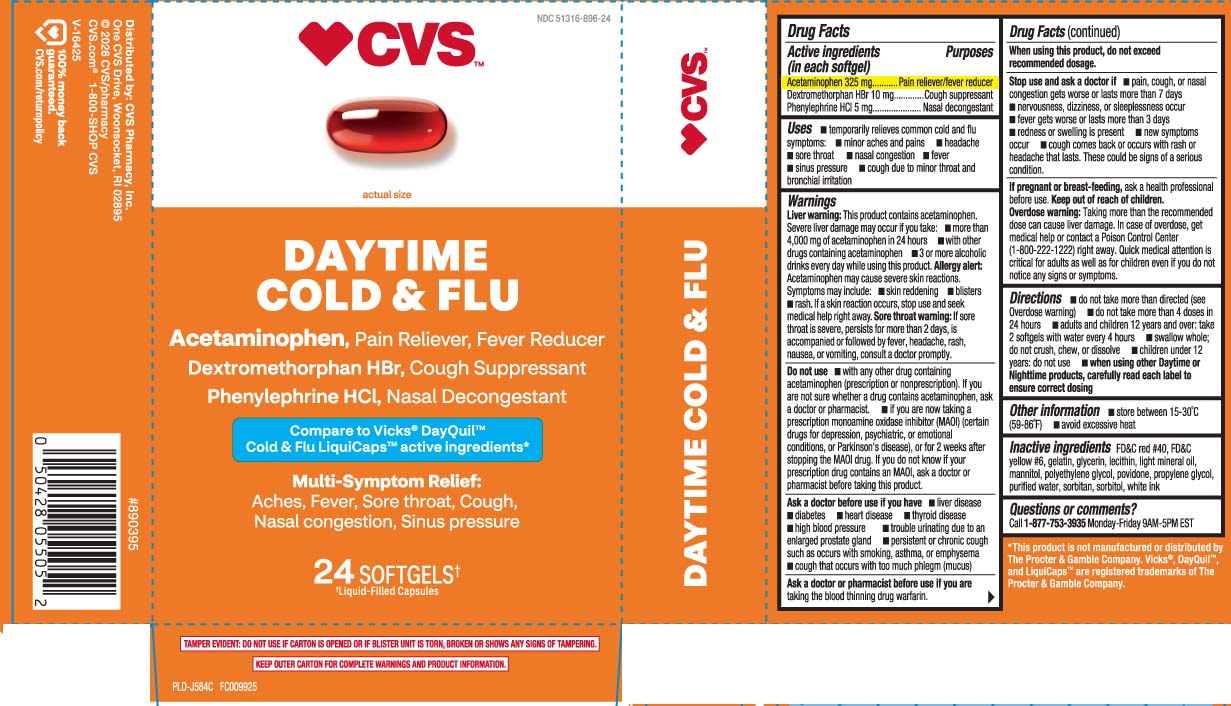 Distributed by: CVS Pharmacy, Inc.
One CVS Drive, Woonsocket, RI 02895
© 2026 CVS/pharmacy
CVS.com® 1-800-SHOP CVS
V-16425
100% money back
guaranteed.
CVS.com/returnpolicy
#890395
0 50428 05505 2
NDC 51316-896-24
CVS™
actual size
DAYTIME
COLD & FLU
Acetaminophen, Pain Reliever, Fever Reducer
Dextromethorphan HBr, Cough Suppressant
Phenylephrine HCl, Nasal Decongestant
Compare to Vicks® DayQuil™
Cold & Flu LiquiCaps™ active ingredients*
Multi-Symptom Relief:
Aches, Fever, Sore throat, Cough,
Nasal congestion, Sinus pressure
24 SOFTGELS†
†Liquid-Filled Capsules
TAMPER EVIDENT: DO NOT USE IF CARTON IS OPENED OR IF BLISTER UNIT IS TORN, BROKEN OR SHOWS ANY SIGNS OF TAMPERING.
KEEP OUTER CARTON FOR COMPLETE WARNINGS AND PRODUCT INFORMATION.
PLD-J584C FC009925
CVS™
DAYTIME COLD & FLU
Drug Facts
Active ingredients Purposes
(in each softgel)
Acetaminophen 325 mg...........Pain reliever/fever reducer
Dextromethorphan HBr 10 mg.............Cough suppressant
Phenylephrine HCl 5 mg.....................Nasal decongestant
Uses ■ temporarily relieves common cold and flu
symptoms: ■ minor aches and pains ■ headache
■ sore throat ■ nasal congestion ■ fever
■ sinus pressure ■ cough due to minor throat and
bronchial irritation
Warnings
Liver warning: This product contains acetaminophen.
Severe liver damage may occur if you take: ■ more than
4,000 mg of acetaminophen in 24 hours ■ with other
drugs containing acetaminophen ■ 3 or more alcoholic
drinks every day while using this product. Allergy alert:
Acetaminophen may cause severe skin reactions.
Symptoms may include: ■ skin reddening ■ blisters
■ rash. If a skin reaction occurs, stop use and seek
medical help right away. Sore throat warning: If sore
throat is severe, persists for more than 2 days, is
accompanied or followed by fever, headache, rash,
nausea, or vomiting, consult a doctor promptly.
Do not use ■ with any other drug containing
acetaminophen (prescription or nonprescription). If you
are not sure whether a drug contains acetaminophen, ask
a doctor or pharmacist. ■ if you are now taking a
prescription monoamine oxidase inhibitor (MAOI) (certain
drugs for depression, psychiatric, or emotional
conditions, or Parkinson's disease), or for 2 weeks after
stopping the MAOI drug. If you do not know if your
prescription drug contains an MAOI, ask a doctor or
pharmacist before taking this product.
Ask a doctor before use if you have ■ liver disease
■ diabetes ■ heart disease ■ thyroid disease
■ high blood pressure ■ trouble urinating due to an
enlarged prostate gland ■ persistent or chronic cough
such as occurs with smoking, asthma, or emphysema
■ cough that occurs with too much phlegm (mucus)
Ask a doctor or pharmacist before use if you are
taking the blood thinning drug warfarin.
Drug Facts (continued)
When using this product, do not exceed
recommended dosage.
Stop use and ask a doctor if ■ pain, cough, or nasal
congestion gets worse or lasts more than 7 days
■ nervousness, dizziness, or sleeplessness occur
■ fever gets worse or lasts more than 3 days
■ redness or swelling is present ■ new symptoms
occur ■ cough comes back or occurs with rash or
headache that lasts. These could be signs of a serious
condition.
If pregnant or breast-feeding, ask a health professional
before use. Keep out of reach of children.
Overdose warning: Taking more than the recommended
dose can cause liver damage. In case of overdose, get
medical help or contact a Poison Control Center
(1-800-222-1222) right away. Quick medical attention is
critical for adults as well as for children even if you do not
notice any signs or symptoms.
Directions ■ do not take more than directed (see
Overdose warning) ■ do not take more than 4 doses in
24 hours ■ adults and children 12 years and over: take
2 softgels with water every 4 hours ■ swallow whole;
do not crush, chew, or dissolve ■ children under 12
years: do not use ■ when using other Daytime or
Nighttime products, carefully read each label to
ensure correct dosing
Other information ■ store between 15-30˚C
(59-86˚F) ■ avoid excessive heat
Inactive ingredients FD&C red #40, FD&C
yellow #6, gelatin, glycerin, lecithin, light mineral oil,
mannitol, polyethylene glycol, povidone, propylene glycol,
purified water, sorbitan, sorbitol, white ink
Questions or comments?
Call 1-877-753-3935 Monday-Friday 9AM-5PM EST
*This product is not manufactured or distributed by
The Procter & Gamble Company. Vicks®, DayQuil™,
and LiquiCaps™ are registered trademarks of The
Procter & Gamble Company.